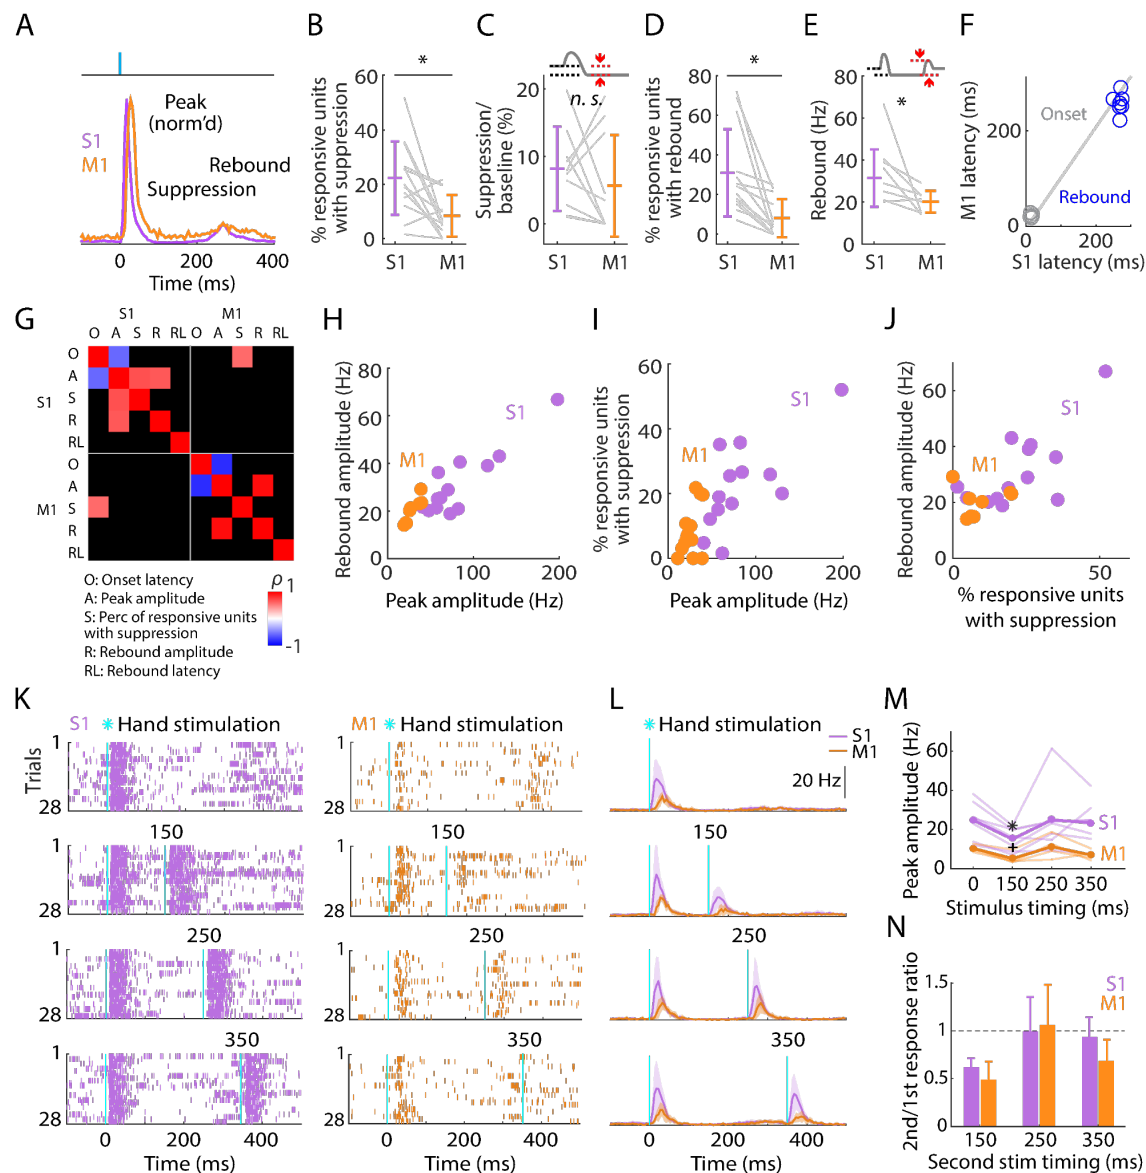 A
Peak
(norm'd)
S1
M1
Rebound
Suppression
0
200
400
Time (ms)
B
*
% responsive units
with suppression
60
40
20
0
S1
M1
C
n. s.
Suppression/
baseline (%)
20
10
0
S1
M1
D
*
% responsive units
with rebound
80
60
40
20
0
S1
M1
E
*
Rebound (Hz)
80
60
40
20
0
S1
M1
F
M1 latency (ms)
200
0
Onset
Rebound
0
200
S1 latency (ms)
G
S1
M1
O A S R RL O A S R RL
S1
O
A
S
R
RL
M1
O
A
S
R
RL
O: Onset latency
A: Peak amplitude
S: Perc of responsive units
with suppression
R: Rebound amplitude
RL: Rebound latency
ρ
1
-1
H
Rebound amplitude (Hz)
80
60
40
20
0
S1
M1
0
100
200
Peak amplitude (Hz)
I
% responsive units
with suppression
60
40
20
0
S1
M1
0
100
200
Peak amplitude (Hz)
J
Rebound amplitude (Hz)
80
60
40
20
0
S1
M1
0
50
% responsive units
with suppression
K
S1 * Hand stimulation
M1 * Hand stimulation
Trials
1
28
1
28
150
150
1
28
1
28
250
250
1
28
1
28
350
350
1
28
1
28
0
200
400
Time (ms)
0
200
400
Time (ms)
L
* Hand stimulation
S1
M1
20 Hz
150
250
350
0
200
400
Time (ms)
M
Peak amplitude (Hz)
60
40
20
0
*
+
S1
M1
0
150
250
350
Stimulus timing (ms)
N
2nd/1st response ratio
1.5
1
0.5
0
S1
M1
150
250
350
Second stim timing (ms)